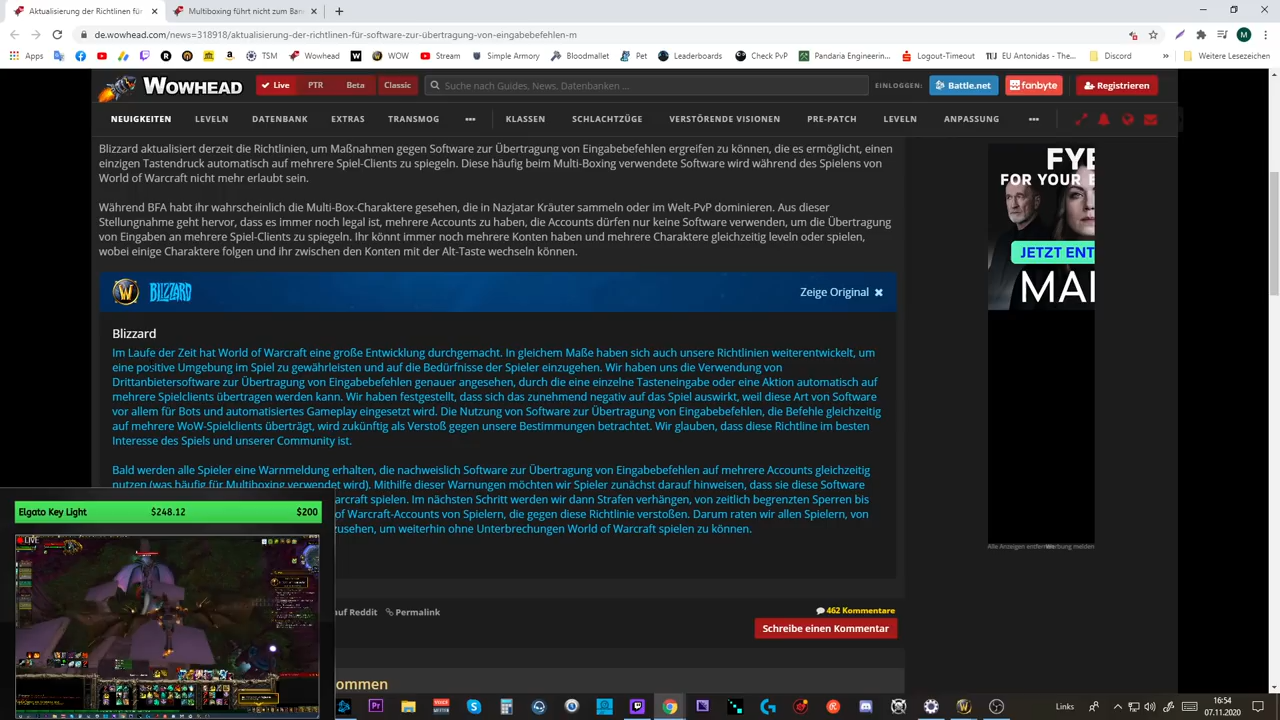 Aktualisierung der Richtlinien für
Multiboxing führt nicht zum Ban
de.wowhead.com/news=318918/aktualisierung-der-richtlinien-für-software-zur-übertragung-von-eingabebefehlen-m
Apps
TSM
Wowhead
WOW
Stream
Simple Armory
Bloodmallet
Pet
Leaderboards
Check PvP
Pandaria Engineering...
Logout-Timeout
EU Antonidas - The...
Discord
Weitere Lesezeichen
WOWHEAD
Live
PTR
Beta
Classic
Suche nach Guides, News, Datenbanken ...
EINLOGGEN:
Battle.net
fanbyte
Registrieren
NEUIGKEITEN
LEVELN
DATENBANK
EXTRAS
TRANSMOG
KLASSEN
SCHLACHTZÜGE
VERSTÖRENDE VISIONEN
PRE-PATCH
LEVELN
ANPASSUNG
Blizzard aktualisiert derzeit die Richtlinien, um Maßnahmen gegen Software zur Übertragung von Eingabebefehlen ergreifen zu können, die es ermöglicht, einen
einzigen Tastendruck automatisch auf mehrere Spiel-Clients zu spiegeln. Diese häufig beim Multi-Boxing verwendete Software wird während des Spielens von
World of Warcraft nicht mehr erlaubt sein.
Während BFA habt ihr wahrscheinlich die Multi-Box-Charaktere gesehen, die in Nazjatar Kräuter sammeln oder im Welt-PvP dominieren. Aus dieser
Stellungnahme geht hervor, dass es immer noch legal ist, mehrere Accounts zu haben, die Accounts dürfen nur keine Software verwenden, um die Übertragung
von Eingaben an mehrere Spiel-Clients zu spiegeln. Ihr könnt immer noch mehrere Konten haben und mehrere Charaktere gleichzeitig leveln oder spielen,
wobei einige Charaktere folgen und ihr zwischen den Konten mit der Alt-Taste wechseln können.
BLIZZARD
Zeige Original
Blizzard
Im Laufe der Zeit hat World of Warcraft eine große Entwicklung durchgemacht. In gleichem Maße haben sich auch unsere Richtlinien weiterentwickelt, um
eine positive Umgebung im Spiel zu gewährleisten und auf die Bedürfnisse der Spieler einzugehen. Wir haben uns die Verwendung von
Drittanbietersoftware zur Übertragung von Eingabebefehlen genauer angesehen, durch die eine einzelne Tasteneingabe oder eine Aktion automatisch auf
mehrere Spielclients übertragen werden kann. Wir haben festgestellt, dass sich das zunehmend negativ auf das Spiel auswirkt, weil diese Art von Software
vor allem für Bots und automatisiertes Gameplay eingesetzt wird. Die Nutzung von Software zur Übertragung von Eingabebefehlen, die Befehle gleichzeitig
auf mehrere WoW-Spielclients überträgt, wird zukünftig als Verstoß gegen unsere Bestimmungen betrachtet. Wir glauben, dass diese Richtline im besten
Interesse des Spiels und unserer Community ist.
Bald werden alle Spieler eine Warnmeldung erhalten, die nachweislich Software zur Übertragung von Eingabebefehlen auf mehrere Accounts gleichzeitig
nutzen (was häufig für Multiboxing verwendet wird). Mithilfe dieser Warnungen möchten wir Spieler zunächst darauf hinweisen, dass sie diese Software
arcraft spielen. Im nächsten Schritt werden wir dann Strafen verhängen, von zeitlich begrenzten Sperren bis
of Warcraft-Accounts von Spielern, die gegen diese Richtlinie verstoßen. Darum raten wir allen Spielern, von
zusehen, um weiterhin ohne Unterbrechungen World of Warcraft spielen zu können.
auf Reddit
Permalink
462 Kommentare
Schreibe einen Kommentar
ommen
FYE
FOR YOUR E
JETZT ENT
MAI
Alle Anzeigen entfernen
Werbung melden
Elgato Key Light
$248.12
$200
LIVE
Links
16:54
07.11.2020